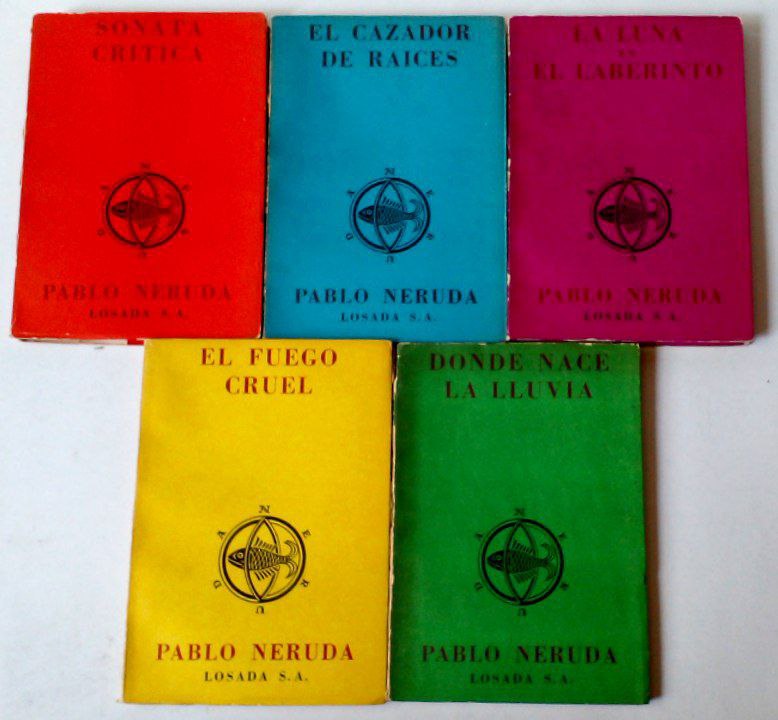 SONATA
CRITICA
N
E
R
U
D
A
PABLO NERUDA
LOSADA S.A.
EL CAZADOR
DE RAICES
N
E
R
U
D
A
PABLO NERUDA
LOSADA S.A.
LA LUNA
EN
EL LABERINTO
N
E
R
U
D
A
PABLO NERUDA
LOSADA S.A.
EL FUEGO
CRUEL
N
E
R
U
D
A
PABLO NERUDA
LOSADA S.A.
DONDE NACE
LA LLUVIA
N
E
R
U
D
A
PABLO NERUDA
LOSADA S.A.